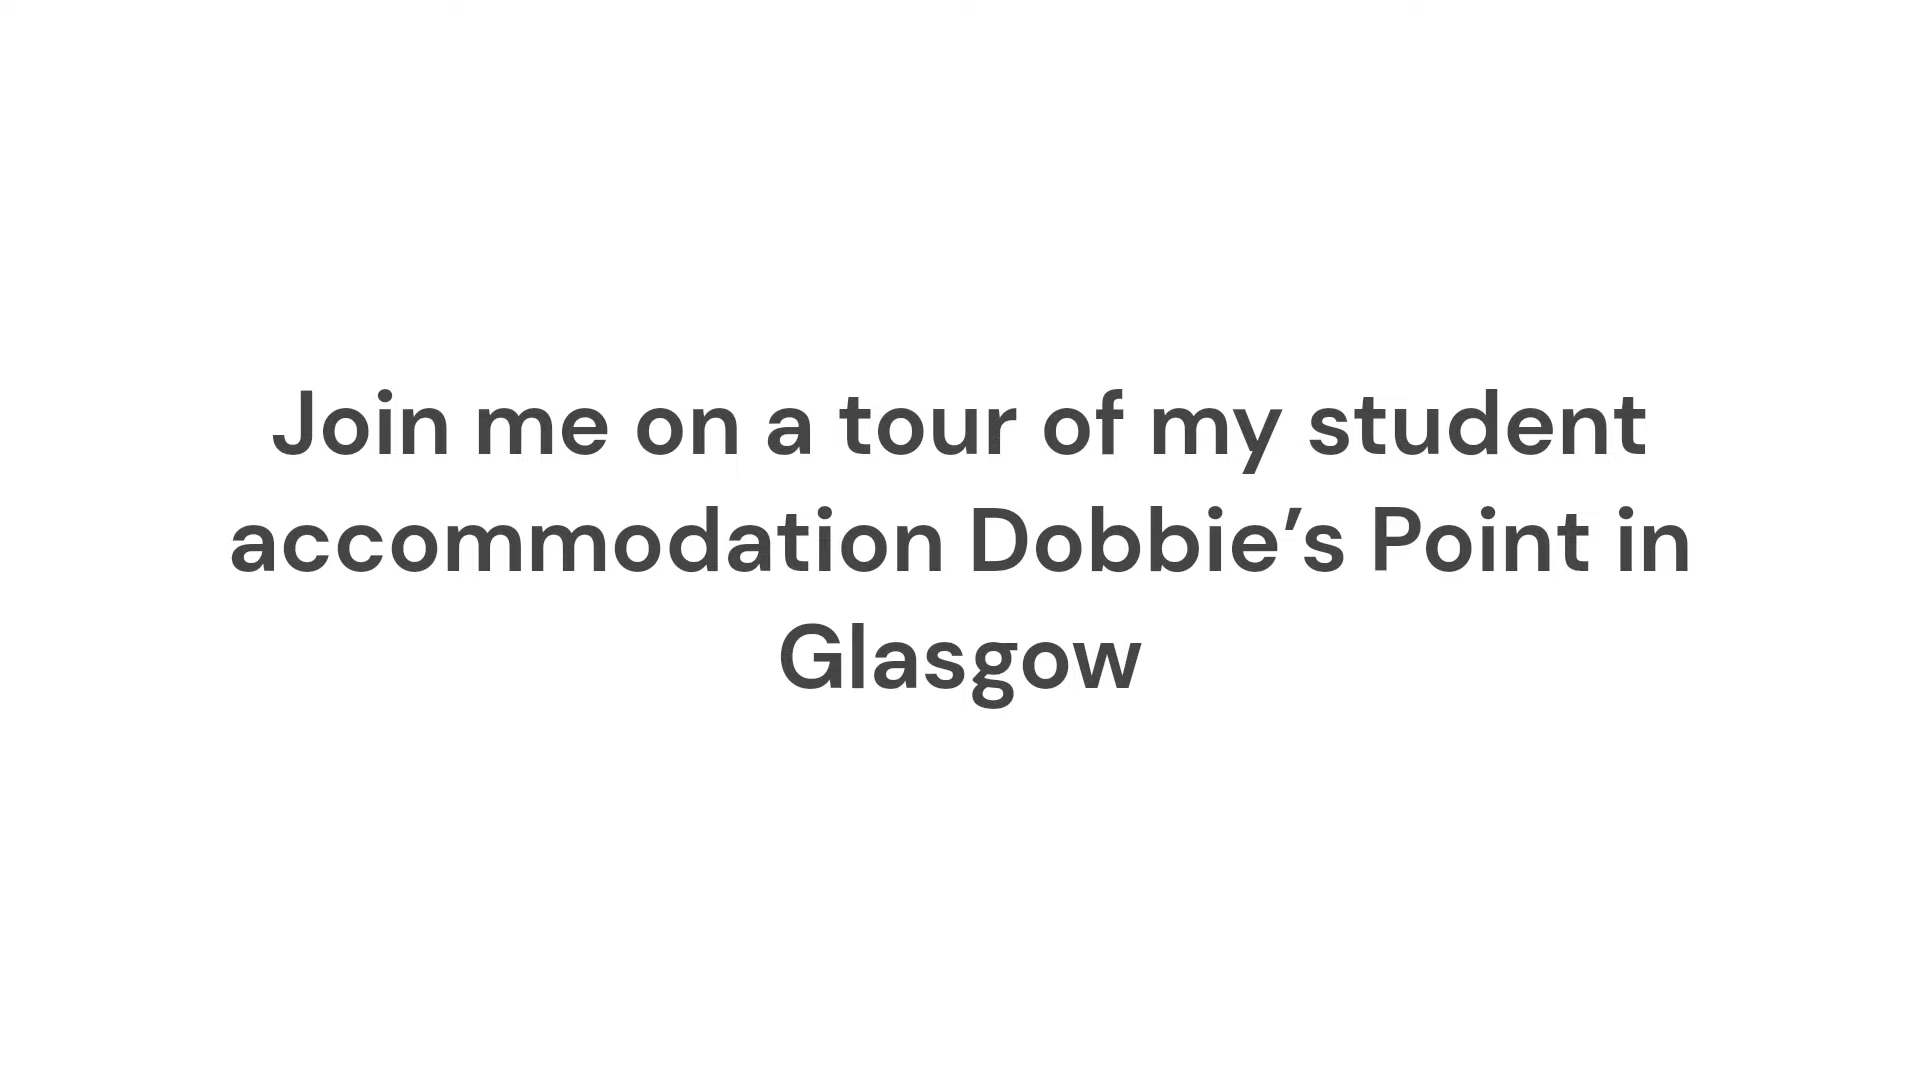 Join me on a tour of my student
accommodation Dobbie’s Point in
Glasgow